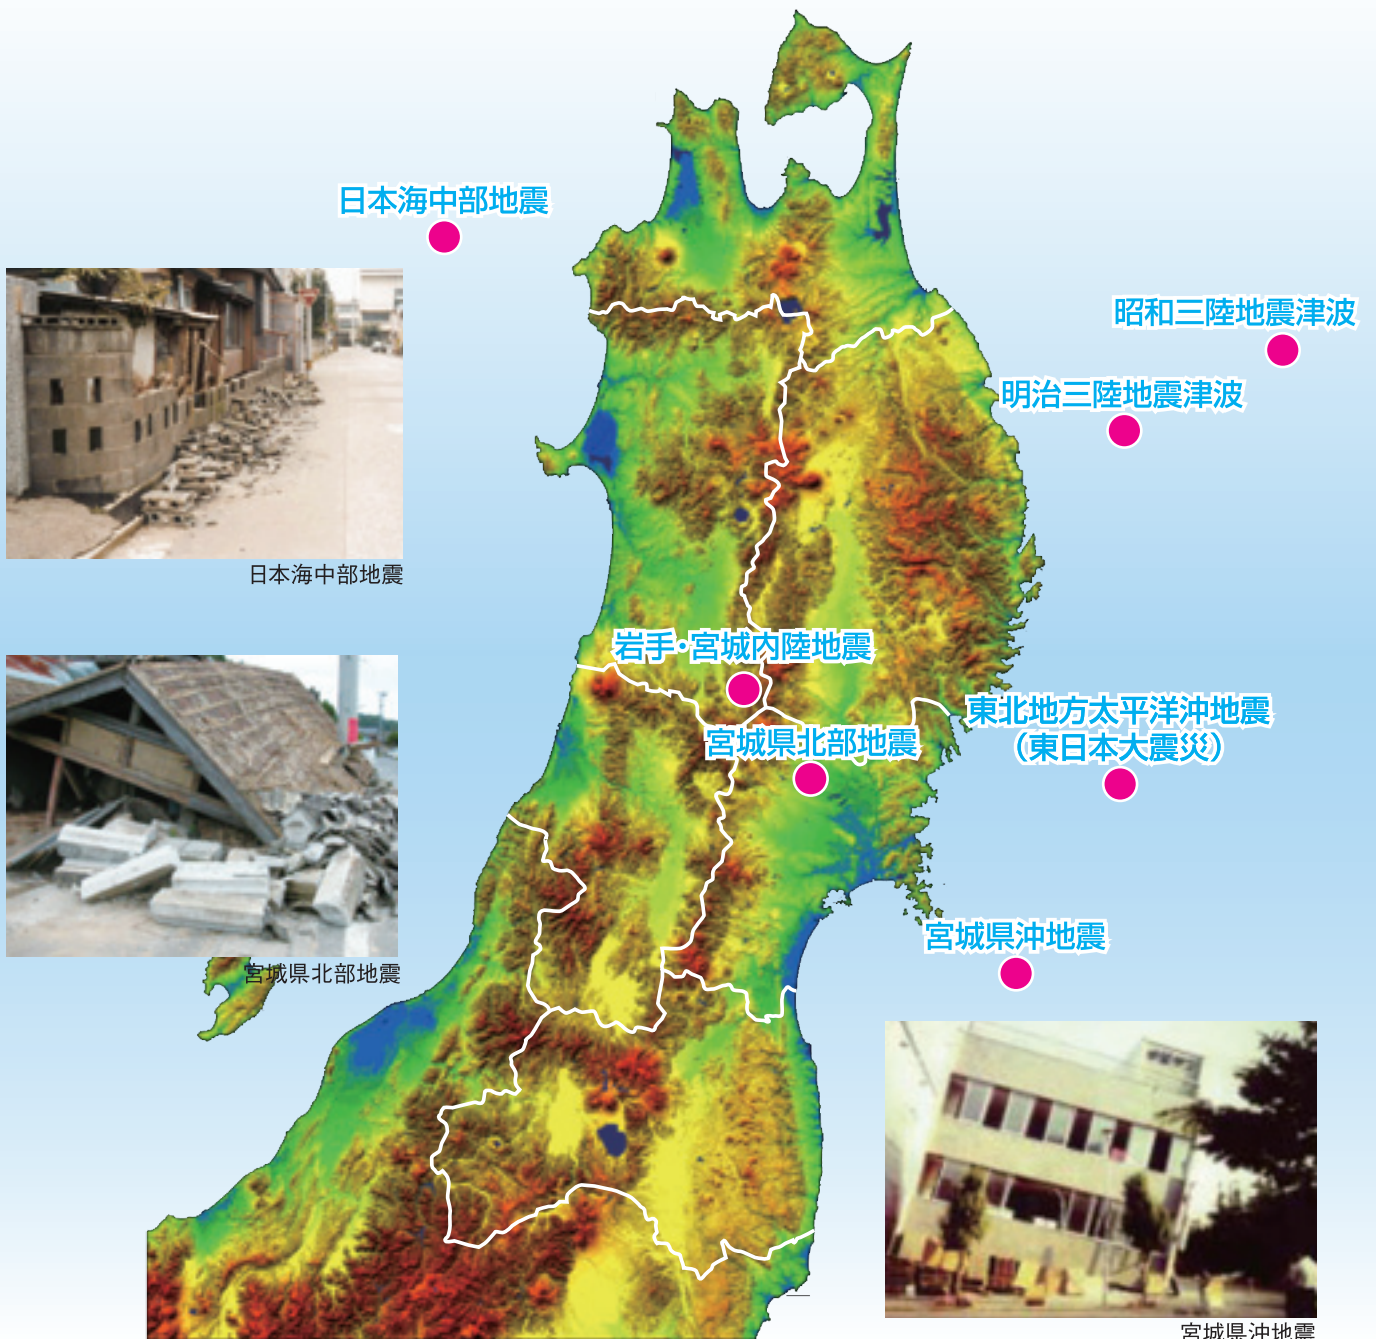 日本海中部地震
昭和三陸地震津波
明治三陸地震津波
日本海中部地震
岩手・宮城内陸地震
東北地方太平洋沖地震
（東日本大震災）
宮城県北部地震
宮城県沖地震
宮城県北部地震
宮城県沖地震